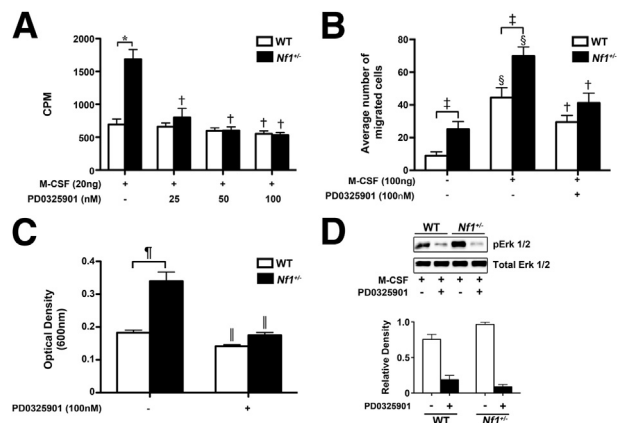 A
CPM
2000
1500
1000
500
0
*
†
†
†
†
WT
Nf1+/-
M-CSF (20ng) + + + +
PD0325901 (nM) - 25 50 100
B
Average number of
migrated cells
80
60
40
20
0
‡
§
‡
§
†
†
WT
Nf1+/-
M-CSF (100ng) - + +
PD0325901 (100nM) - - +
C
Optical Density
(600nm)
0.4
0.3
0.2
0.1
0.0
¶
||
||
WT
Nf1+/-
PD0325901 (100nM) - +
D
WT Nf1+/-
pErk 1/2
Total Erk 1/2
M-CSF + + + +
PD0325901 - + - +
Relative Density
1.0
0.5
0.0
PD0325901 - + - +
WT Nf1+/-